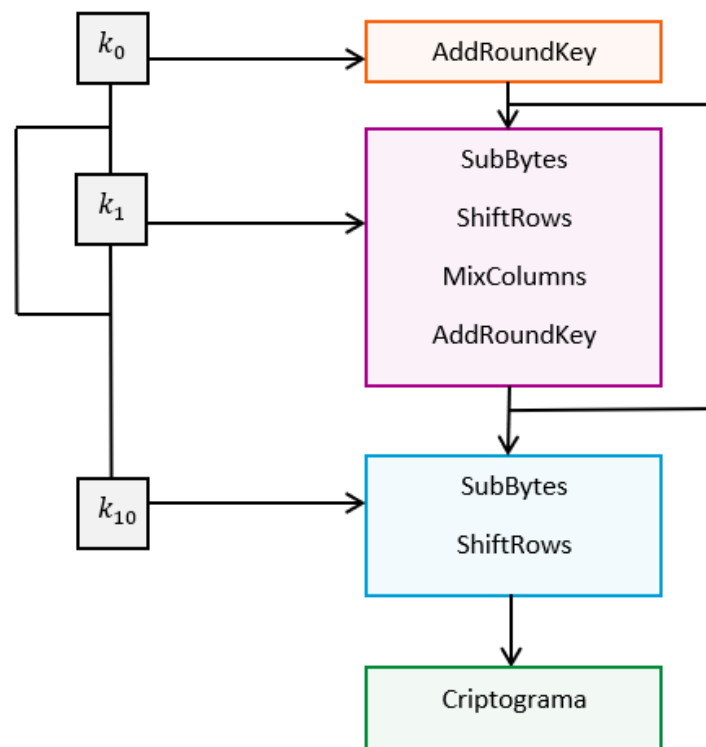 k₀
AddRoundKey
SubBytes
k₁
ShiftRows
MixColumns
AddRoundKey
SubBytes
k₁₀
ShiftRows
Criptograma